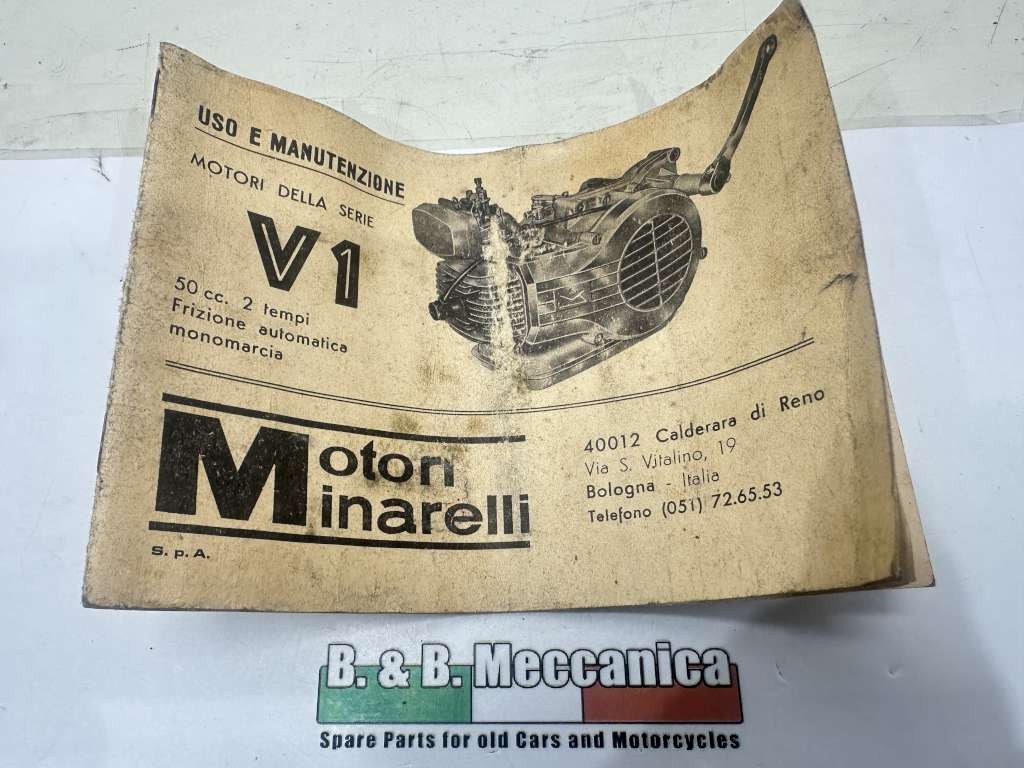 USO E MANUTENZIONE
MOTORI DELLA SERIE
V1
50 cc. 2 tempi
Frizione automatica
monomarcia
Motori
Minarelli
S. p. A.
40012 Calderara di Reno
Via S. Vitalino, 19
Bologna - Italia
Telefono (051) 72.65.53
B. & B. Meccanica
Spare Parts for old Cars and Motorcycles